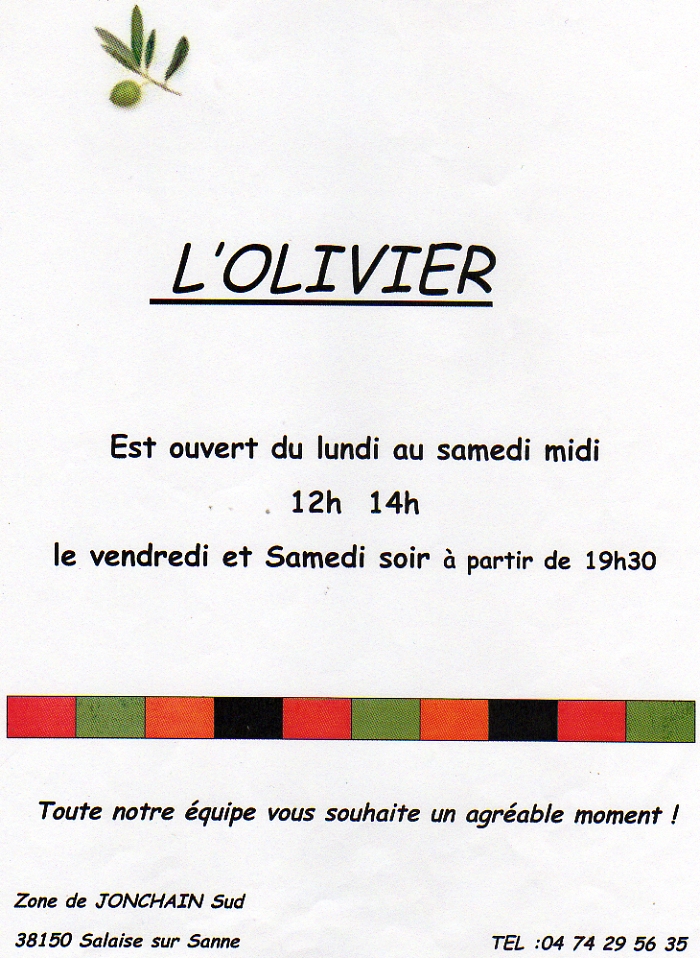 L'OLIVIER
Est ouvert du lundi au samedi midi
12h 14h
le vendredi et Samedi soir à partir de 19h30
Toute notre équipe vous souhaite un agréable moment !
Zone de JONCHAIN Sud
38150 Salaise sur Sanne
TEL :04 74 29 56 35